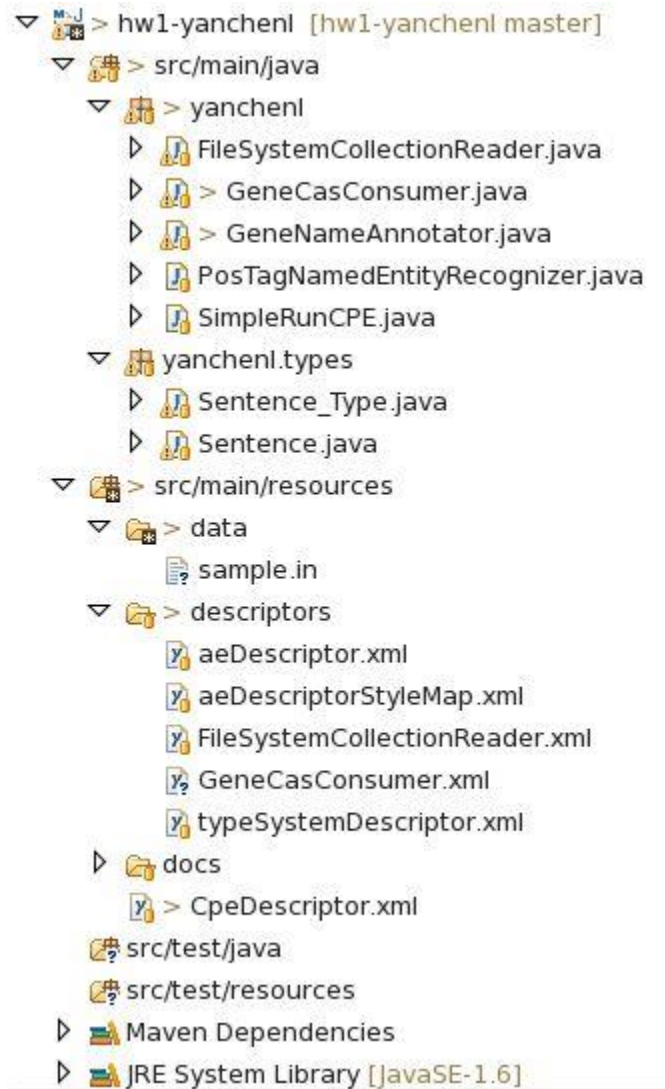 > hw1-yanchenl [hw1-yanchenl master]
> src/main/java
> yanchenl
FileSystemCollectionReader.java
> GeneCasConsumer.java
> GeneNameAnnotator.java
PosTagNamedEntityRecognizer.java
SimpleRunCPE.java
yanchenl.types
Sentence_Type.java
Sentence.java
> src/main/resources
> data
sample.in
> descriptors
aeDescriptor.xml
aeDescriptorStyleMap.xml
FileSystemCollectionReader.xml
GeneCasConsumer.xml
typeSystemDescriptor.xml
docs
> CpeDescriptor.xml
src/test/java
src/test/resources
Maven Dependencies
JRE System Library [JavaSE-1.6]